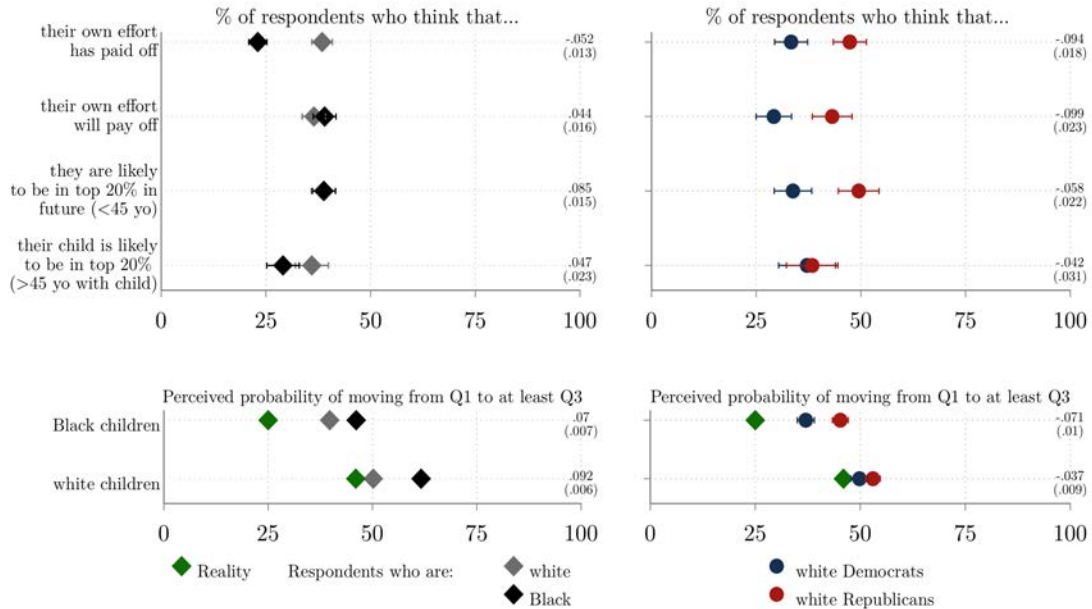 % of respondents who think that...
their own effort
has paid off
-.052
(.013)
their own effort
will pay off
.044
(.016)
they are likely
to be in top 20% in
future (<45 yo)
.085
(.015)
their child is likely
to be in top 20%
(>45 yo with child)
.047
(.023)
0 25 50 75 100
% of respondents who think that...
-.094
(.018)
-.099
(.023)
-.058
(.022)
-.042
(.031)
0 25 50 75 100
Perceived probability of moving from Q1 to at least Q3
Black children
.07
(.007)
white children
.092
(.006)
0 25 50 75 100
Perceived probability of moving from Q1 to at least Q3
-.071
(.01)
-.037
(.009)
0 25 50 75 100
Reality
Respondents who are:
white
Black
white Democrats
white Republicans